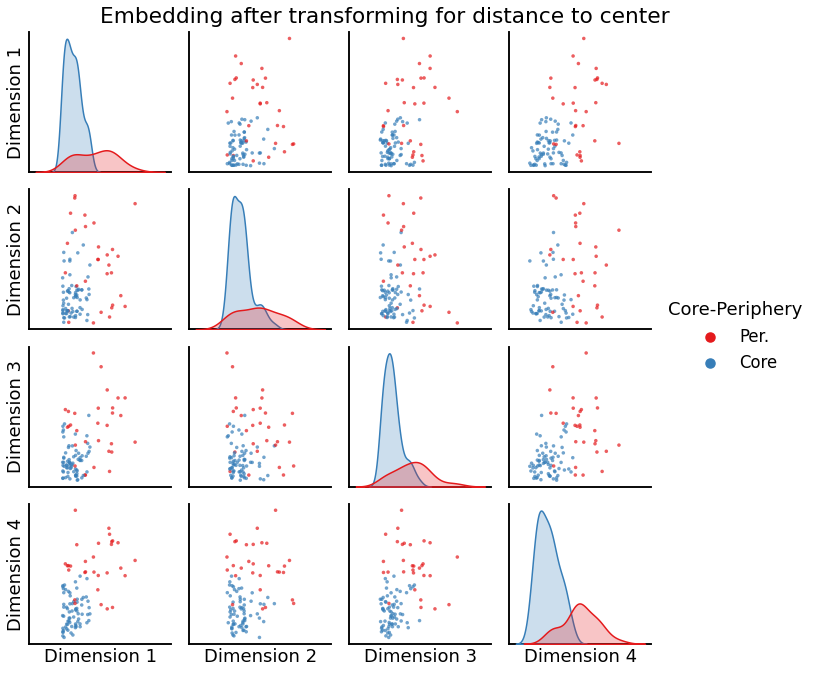 Embedding after transforming for distance to center
Dimension 1
Dimension 2
Dimension 3
Dimension 4
Core-Periphery
Per.
Core
Dimension 1
Dimension 2
Dimension 3
Dimension 4